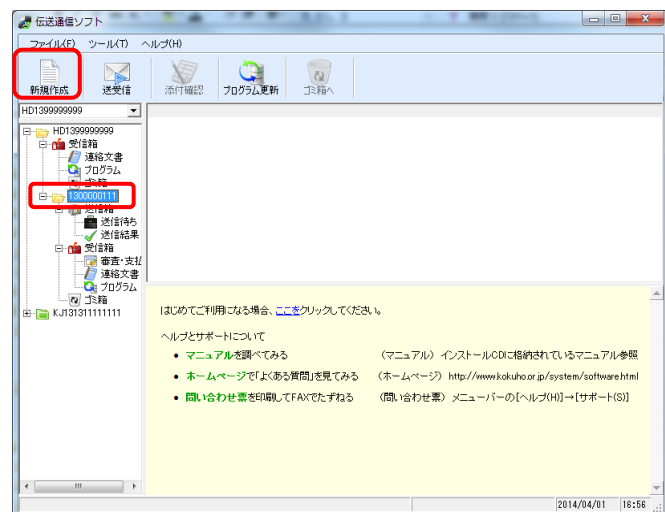 伝送通信ソフト
ファイル(F) ツール(T) ヘルプ(H)
新規作成 送受信 添付確認 プログラム更新 ゴミ箱へ
HD1399999999
HD1399999999
受信箱
連絡文書
プログラム
ゴミ箱
1300000111
送信箱
送信待ち
送信結果
受信箱
審査・支払
連絡文書
プログラム
ゴミ箱
KJ131311111111
はじめてご利用になる場合、ここをクリックしてください。
ヘルプとサポートについて
• マニュアルを調べてみる (マニュアル) インストールCDに格納されているマニュアル参照
• ホームページで「よくある質問」を見てみる (ホームページ) http://www.kokuho.or.jp/system/software.html
• 問い合わせ票を印刷してFAXでたずねる (問い合わせ票) メニューバーの[ヘルプ(H)]→[サポート(S)]
2014/04/01 16:56